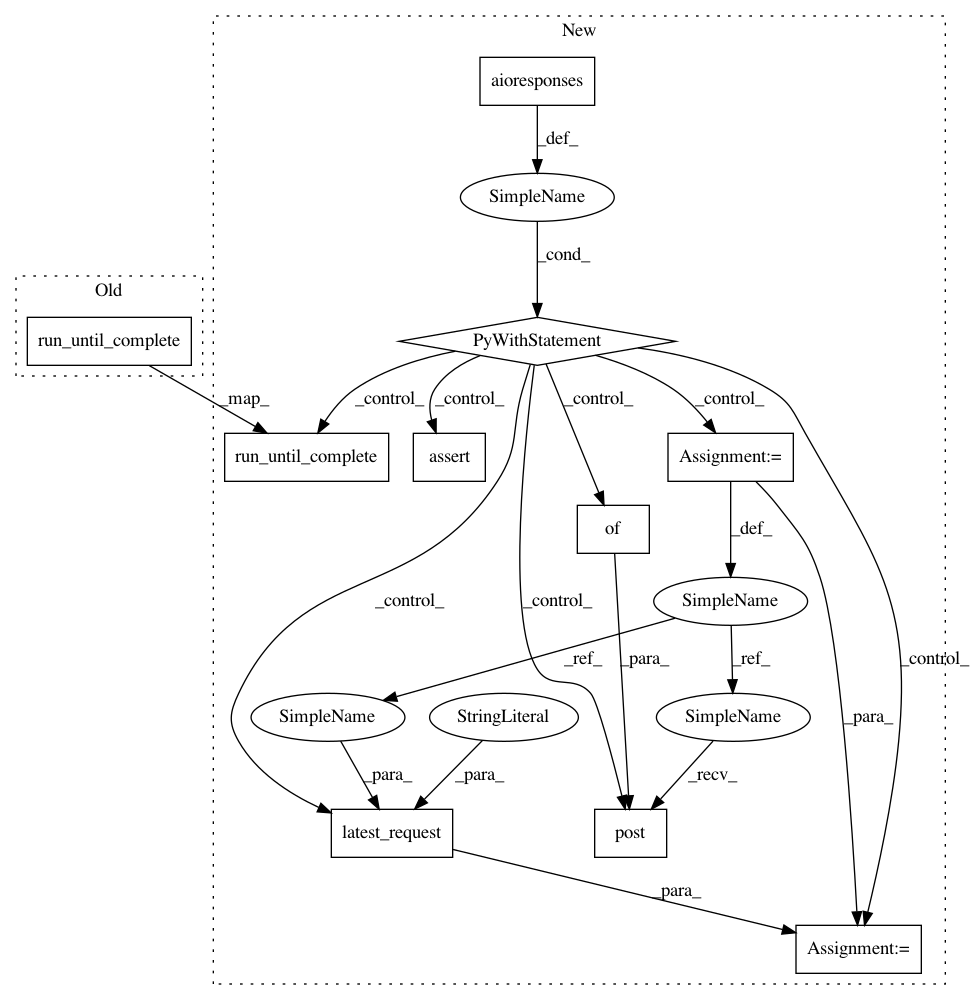 New
aioresponses
_def_
SimpleName
_cond_
Old
run_until_complete
PyWithStatement
_map_
_control_
_control_
_control_
_control_
run_until_complete
assert
Assignment:=
of
_def_
_control_
_control_
SimpleName
_ref_
_para_
_ref_
_control_
SimpleName
StringLiteral
SimpleName
_para_
_para_
_para_
_recv_
latest_request
post
_para_
Assignment:=